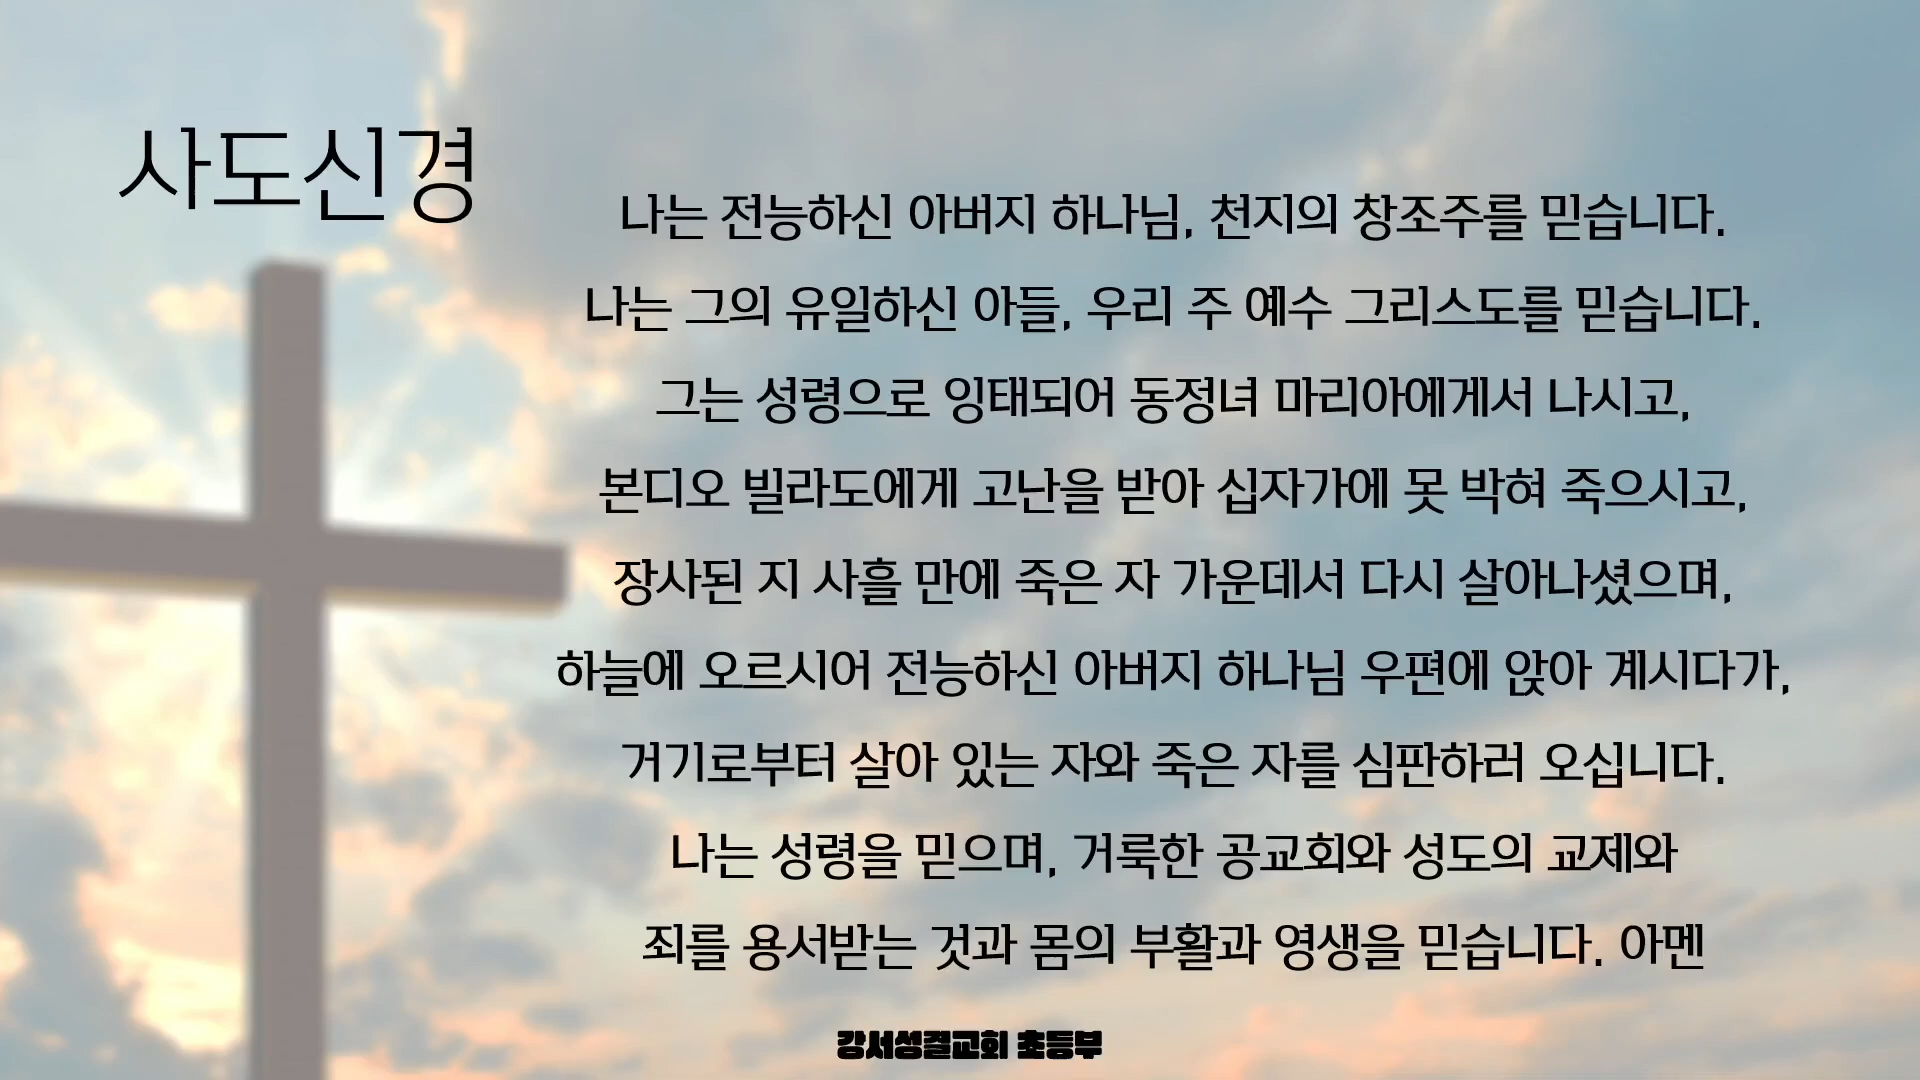 사도신경
나는 전능하신 아버지 하나님, 천지의 창조주를 믿습니다.
나는 그의 유일하신 아들, 우리 주 예수 그리스도를 믿습니다.
그는 성령으로 잉태되어 동정녀 마리아에게서 나시고,
본디오 빌라도에게 고난을 받아 십자가에 못 박혀 죽으시고,
장사된 지 사흘 만에 죽은 자 가운데서 다시 살아나셨으며,
하늘에 오르시어 전능하신 아버지 하나님 우편에 앉아 계시다가,
거기로부터 살아 있는 자와 죽은 자를 심판하러 오십니다.
나는 성령을 믿으며, 거룩한 공교회와 성도의 교제와
죄를 용서받는 것과 몸의 부활과 영생을 믿습니다. 아멘
강서성결교회 초등부